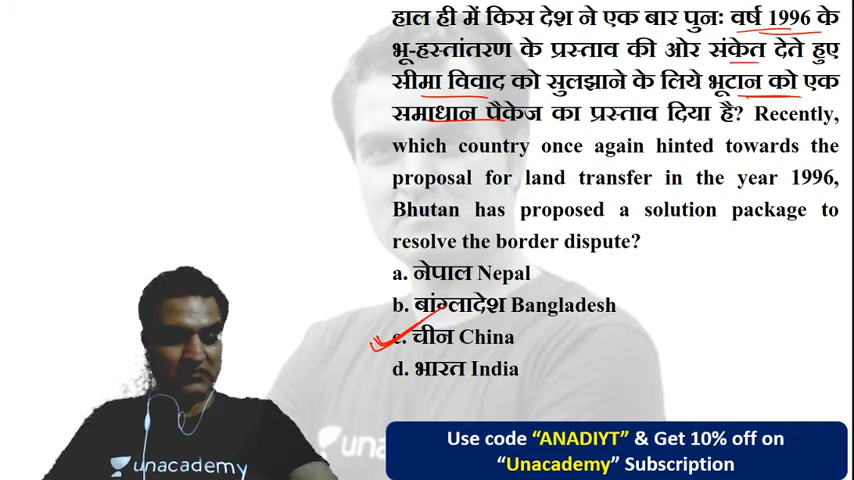 हाल ही में किस देश ने एक बार पुनः वर्ष 1996 के
भू-हस्तांतरण के प्रस्ताव की ओर संकेत देते हुए
सीमा विवाद को सुलझाने के लिये भूटान को एक
समाधान पैकेज का प्रस्ताव दिया है? Recently,
which country once again hinted towards the
proposal for land transfer in the year 1996,
Bhutan has proposed a solution package to
resolve the border dispute?
a. नेपाल Nepal
b. बांग्लादेश Bangladesh
c. चीन China
d. भारत India
unacademy
una
Use code “ANADIYT” & Get 10% off on
“Unacademy” Subscription